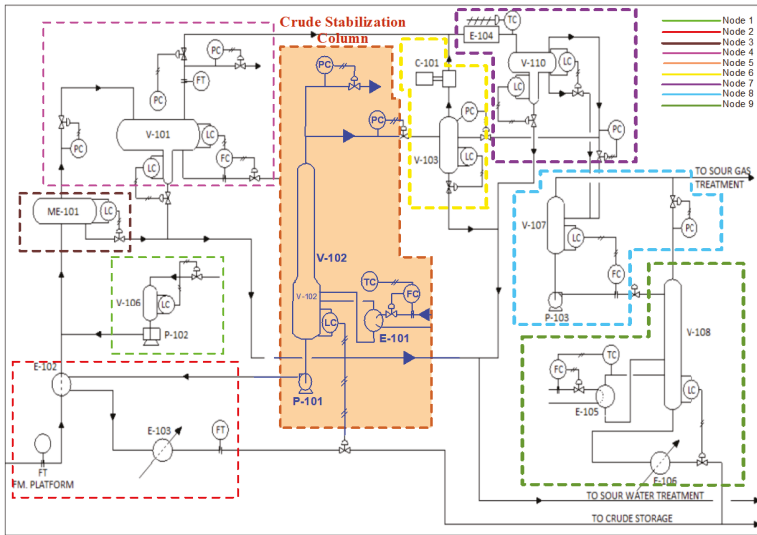 Crude Stabilization
Column
TC
E-104
Node 1
Node 2
Node 3
Node 4
Node 5
Node 6
Node 7
Node 8
Node 9
PC
FT
PC
PC
C-101
V-110
LC
PC
PC
V-101
LC
FC
PC
LC
PC
V-103
LC
PC
TO SOUR GAS
TREATMENT
ME-101
LC
V-107
LC
PC
FC
V-102
V-102
TC
FC
LC
E-101
V-106
LC
P-102
P-103
V-108
E-102
P-101
TC
FC
E-105
LC
E-103
FT
FT
FM. PLATFORM
E-106
TO SOUR WATER TREATMENT
TO CRUDE STORAGE